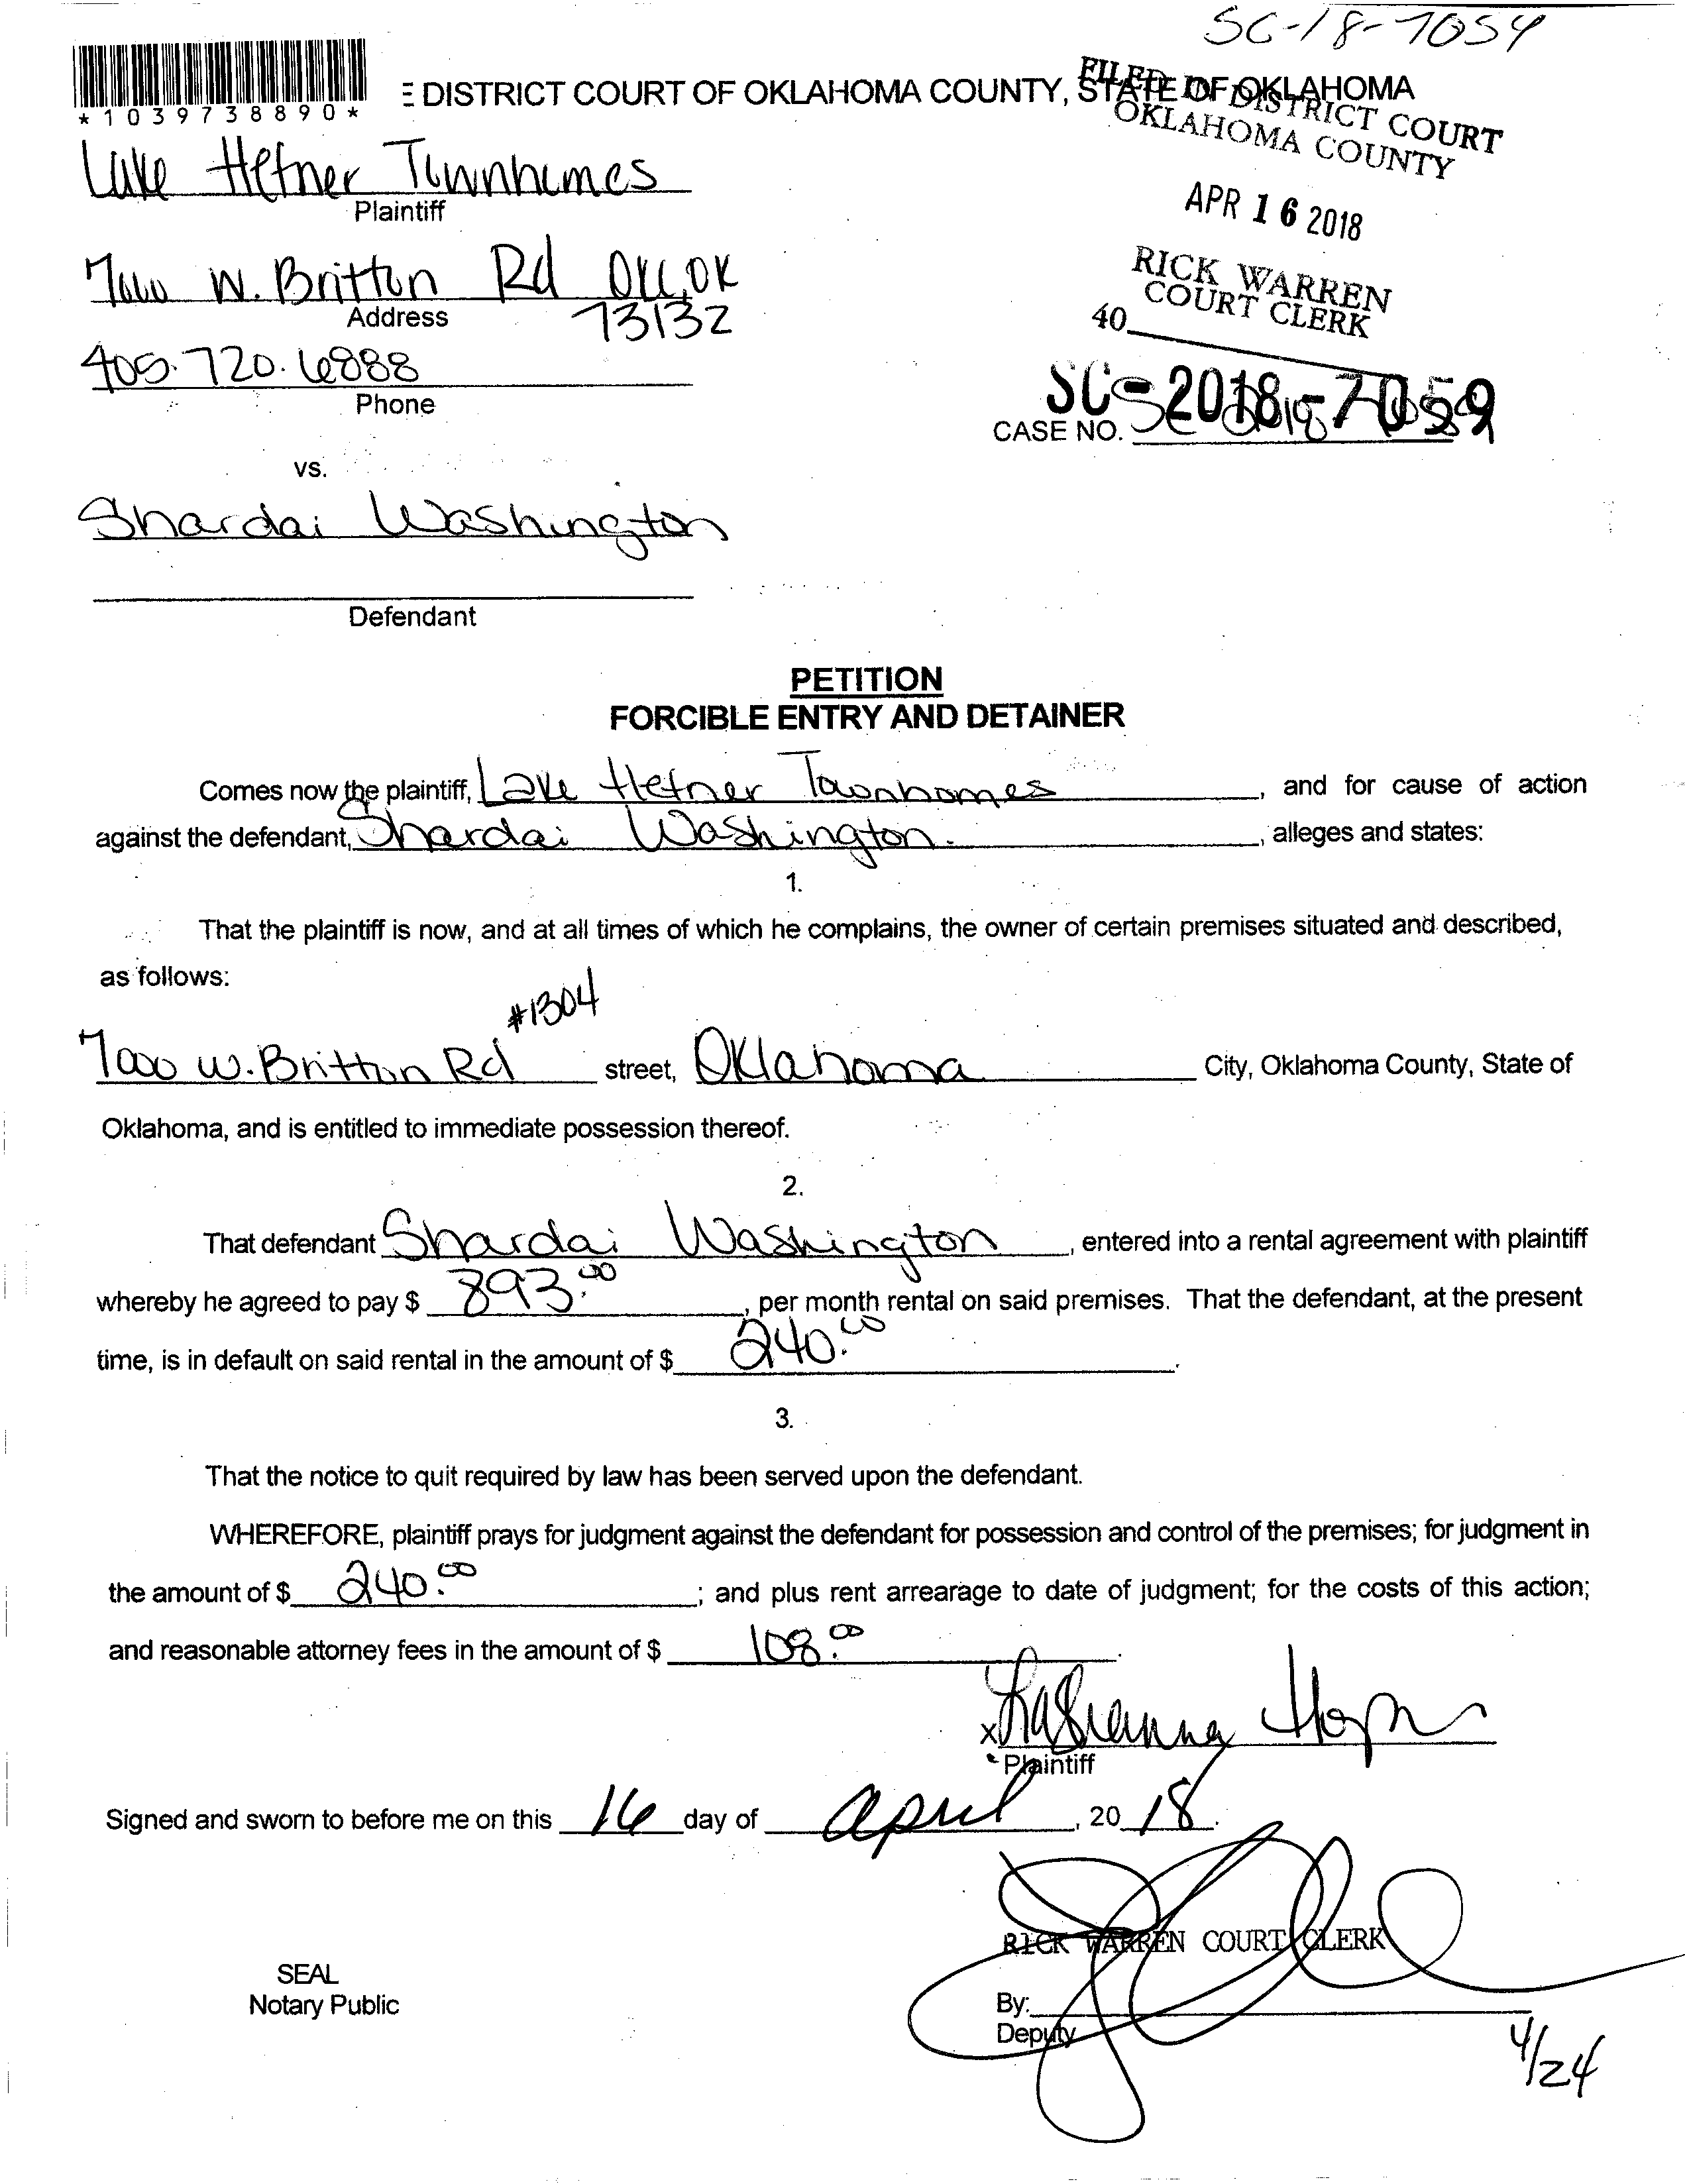 SC-18-7059
*1039738890*
E DISTRICT COURT OF OKLAHOMA COUNTY, STATE OF OKLAHOMA
FILED IN DISTRICT COURT
OKLAHOMA COUNTY
Lake Hefner Townhomes
Plaintiff
APR 16 2018
7000 W. Britton Rd OKC, OK
Address 73132
RICK WARREN
COURT CLERK
40
405.720.6888
Phone
SC-2018-7059
CASE NO.
vs.
Shardai Washington
Defendant
PETITION
FORCIBLE ENTRY AND DETAINER
Comes now the plaintiff, Lake Hefner Townhomes, and for cause of action
against the defendant, Shardai Washington, alleges and states:
1.
That the plaintiff is now, and at all times of which he complains, the owner of certain premises situated and described,
as follows:
#1304
7000 W. Britton Rd street, Oklahoma City, Oklahoma County, State of
Oklahoma, and is entitled to immediate possession thereof.
2.
That defendant Shardai Washington, entered into a rental agreement with plaintiff
whereby he agreed to pay $ 893.00, per month rental on said premises. That the defendant, at the present
time, is in default on said rental in the amount of $ 240.00.
3.
That the notice to quit required by law has been served upon the defendant.
WHEREFORE, plaintiff prays for judgment against the defendant for possession and control of the premises; for judgment in
the amount of $ 240.00; and plus rent arrearage to date of judgment; for the costs of this action;
and reasonable attorney fees in the amount of $ 108.00.
X
Plaintiff
Signed and sworn to before me on this 16 day of April, 2018.
RICK WARREN COURT CLERK
SEAL
Notary Public
By:
Deputy
4/24